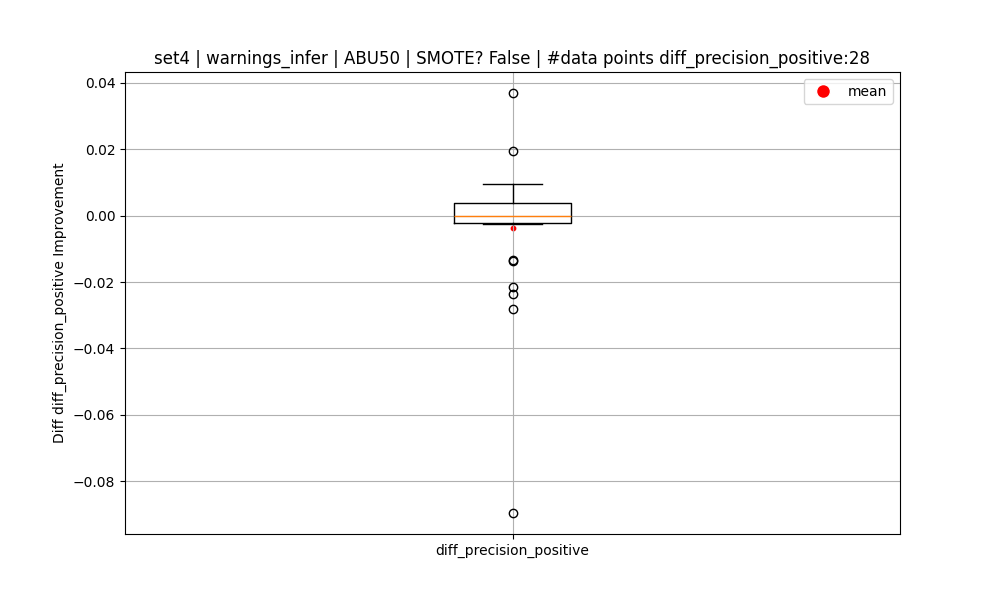 set4 | warnings_infer | ABU50 | SMOTE? False | #data points diff_precision_positive:28
mean
0.04
0.02
0.00
−0.02
−0.04
−0.06
−0.08
Diff diff_precision_positive Improvement
diff_precision_positive